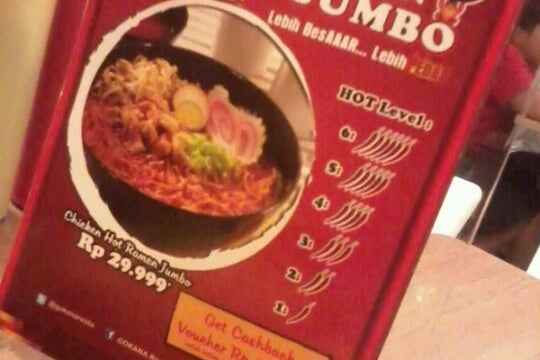 JUMBO
Lebih BesAAAR... Lebih
HOT Level :
6:
5:
4:
3:
2:
1:
Chicken Hot Ramen Jumbo
Rp 29.999*
Get Cashback
Voucher